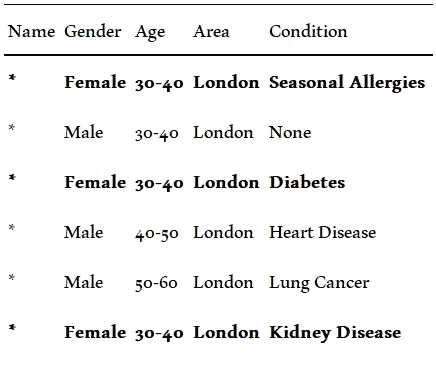 Name Gender Age Area Condition
* Female 30-40 London Seasonal Allergies
* Male 30-40 London None
* Female 30-40 London Diabetes
* Male 40-50 London Heart Disease
* Male 50-60 London Lung Cancer
* Female 30-40 London Kidney Disease